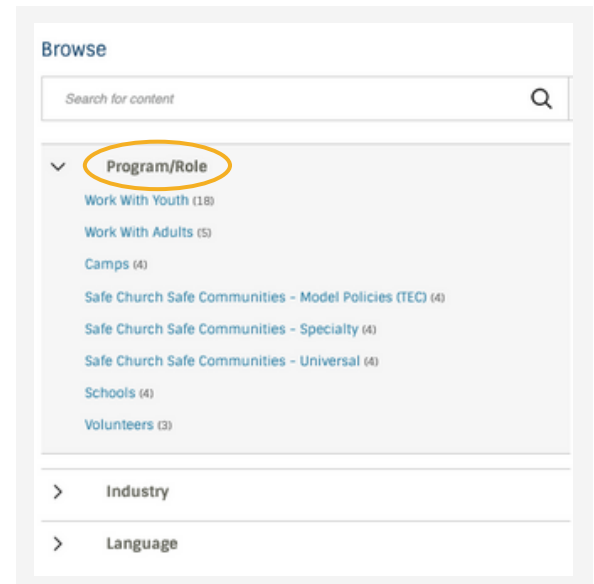 Browse
Search for content
Program/Role
Work With Youth (18)
Work With Adults (5)
Camps (4)
Safe Church Safe Communities - Model Policies (TEC) (4)
Safe Church Safe Communities - Specialty (4)
Safe Church Safe Communities - Universal (4)
Schools (4)
Volunteers (3)
Industry
Language